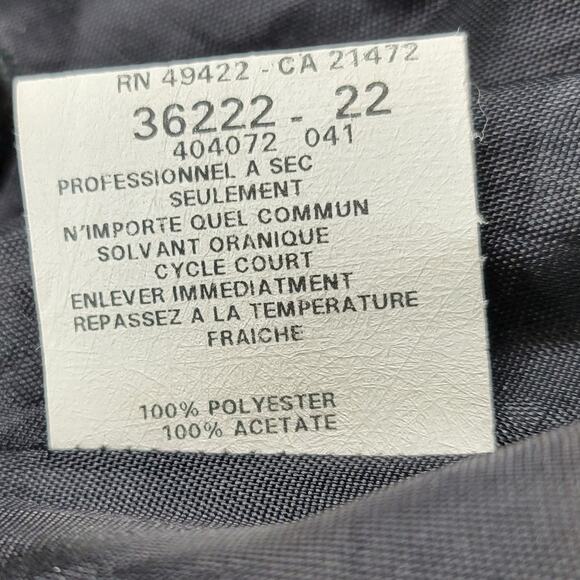 RN 49422 - CA 21472
36222 - 22
404072 041
PROFESSIONNEL A SEC
SEULEMENT
N'IMPORTE QUEL COMMUN
SOLVANT ORANIQUE
CYCLE COURT
ENLEVER IMMEDIATMENT
REPASSEZ A LA TEMPERATURE
FRAICHE
100% POLYESTER
100% ACETATE